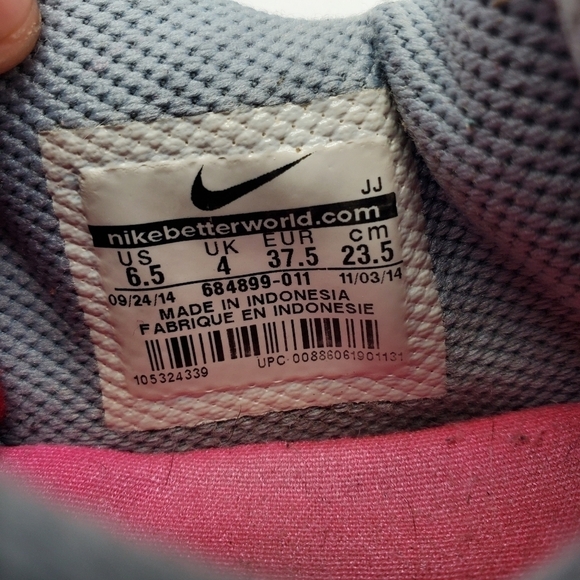 JJ
nikebetterworld.com
US UK EUR cm
6.5 4 37.5 23.5
09/24/14 684899-011 11/03/14
MADE IN INDONESIA
FABRIQUE EN INDONESIE
105324339 UPC-00886061901131